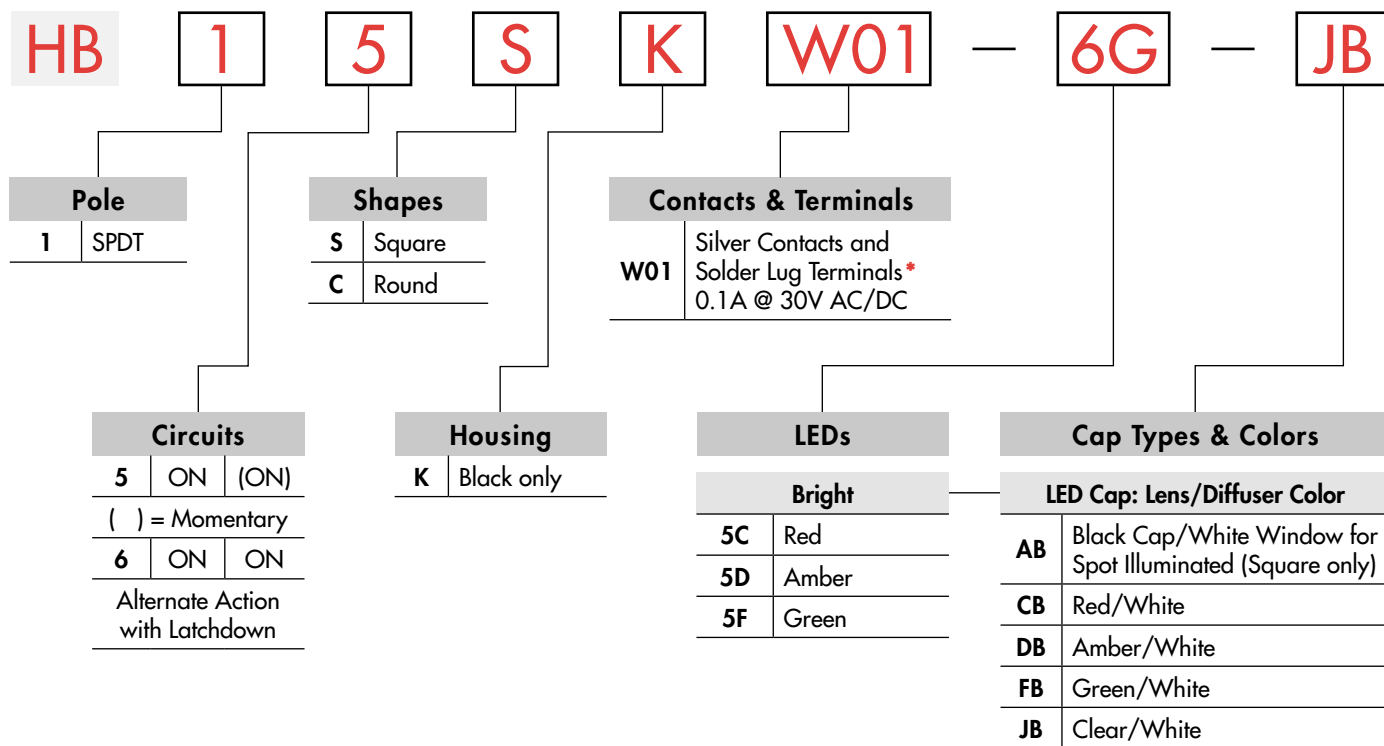 HB 1 5 S K W01 — 6G — JB
Pole
1 SPDT
Shapes
S Square
C Round
Contacts & Terminals
W01 Silver Contacts and
Solder Lug Terminals*
0.1A @ 30V AC/DC
Circuits
5 ON (ON)
( ) = Momentary
6 ON ON
Alternate Action
with Latchdown
Housing
K Black only
LEDs
Bright
5C Red
5D Amber
5F Green
Cap Types & Colors
LED Cap: Lens/Diffuser Color
AB Black Cap/White Window for
Spot Illuminated (Square only)
CB Red/White
DB Amber/White
FB Green/White
JB Clear/White